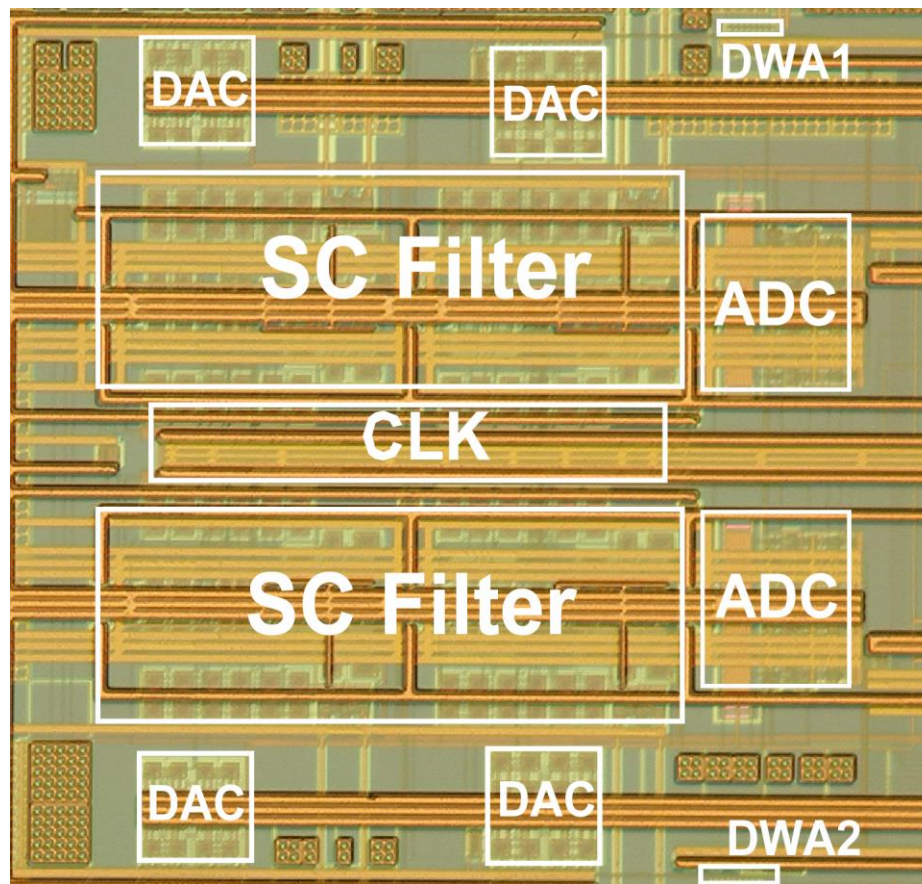 DAC
DAC
DWA1
SC Filter
ADC
CLK
SC Filter
ADC
DAC
DAC
DWA2